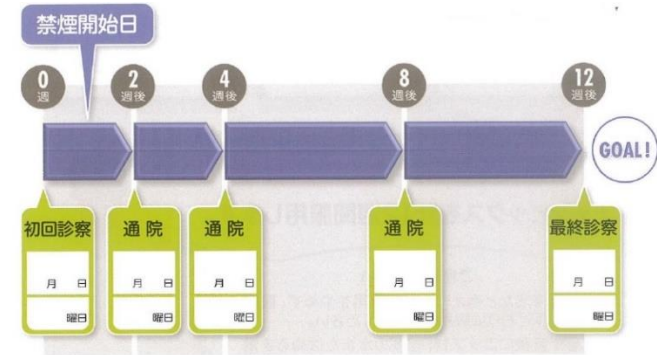 禁煙開始日
0 2 4 8 12
週 週後 週後 週後 週後
GOAL!
初回診察 通院 通院 通院 最終診察
月 日 月 日 月 日 月 日 月 日
曜日 曜日 曜日 曜日 曜日